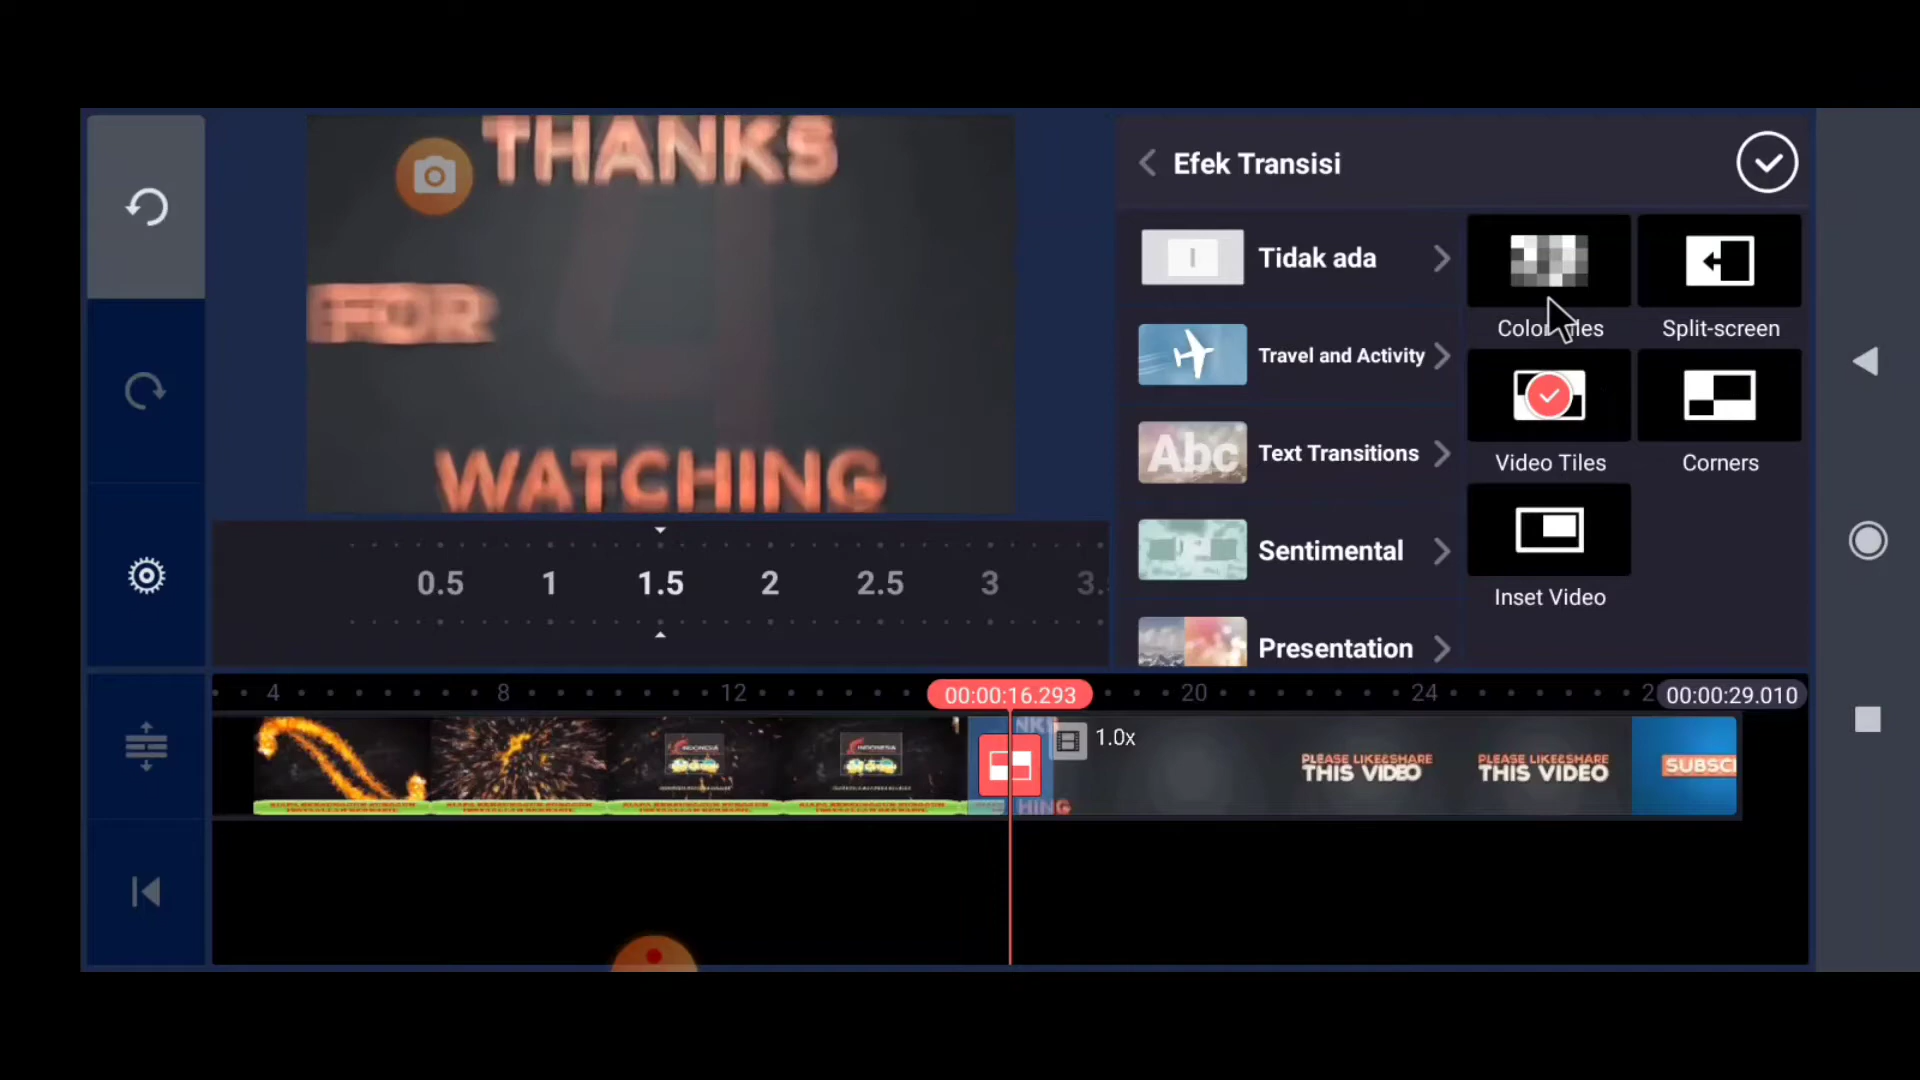 THANKS
FOR
WATCHING
Efek Transisi
Tidak ada
Travel and Activity
Abc
Text Transitions
Sentimental
Presentation
Split-screen
Video Tiles
Corners
Inset Video
0.5 1 1.5 2 2.5 3 3.
4 8 12 00:00:16.293 20 24 2 00:00:29.010
1.0x
INDONESIA
INDONESIA
PLEASE LIKE&SHARE
THIS VIDEO
PLEASE LIKE&SHARE
THIS VIDEO
SUBSC
HING